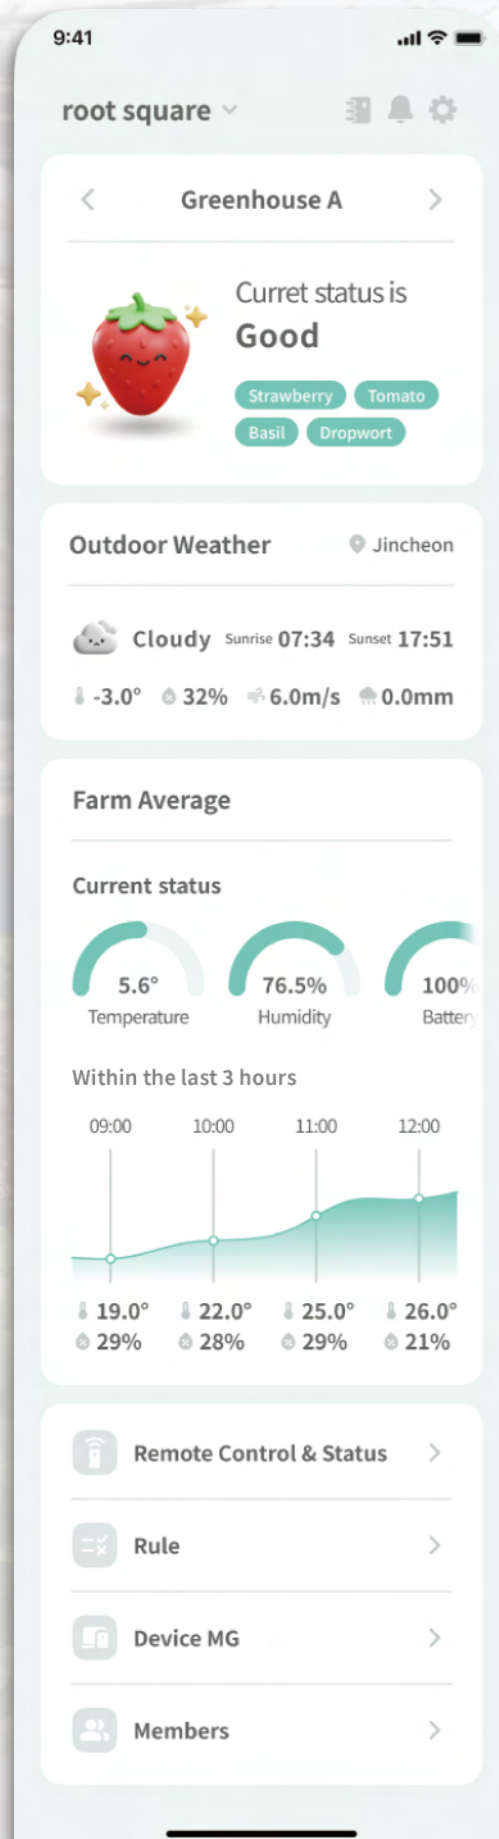 9:41
root square
Greenhouse A
Curret status is
Good
Strawberry Tomato
Basil Dropwort
Outdoor Weather Jincheon
Cloudy Sunrise 07:34 Sunset 17:51
-3.0° 32% 6.0m/s 0.0mm
Farm Average
Current status
5.6° 76.5% 100%
Temperature Humidity Battery
Within the last 3 hours
09:00 10:00 11:00 12:00
19.0° 22.0° 25.0° 26.0°
29% 28% 29% 21%
Remote Control & Status
Rule
Device MG
Members